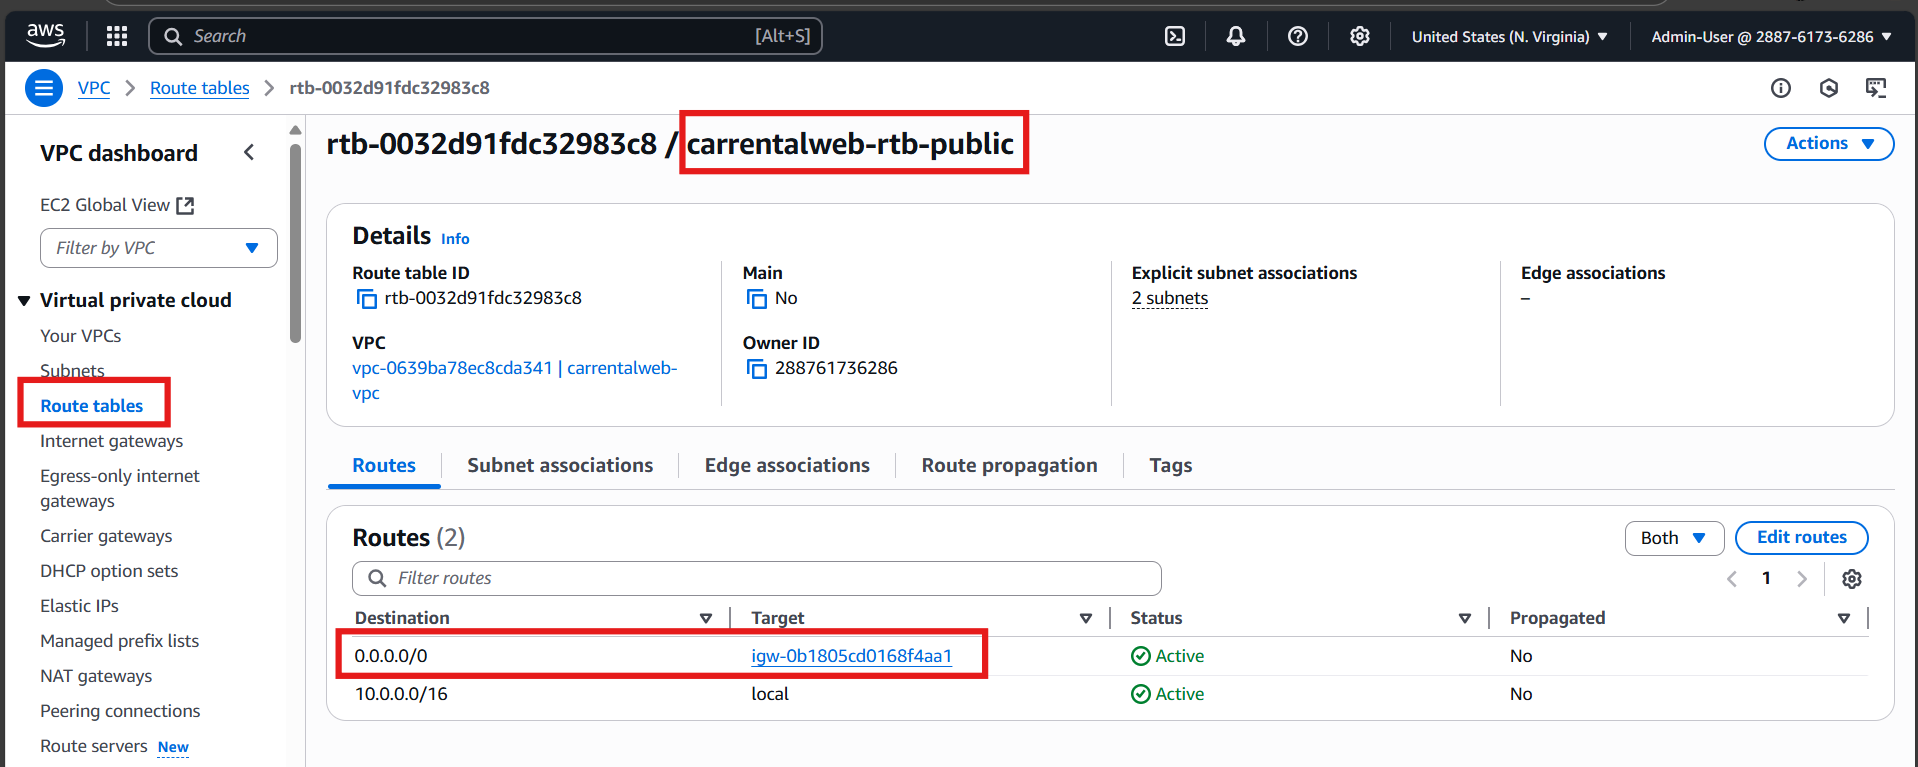 aws
Search [Alt+S]
United States (N. Virginia)
Admin-User @ 2887-6173-6286
VPC
Route tables
rtb-0032d91fdc32983c8
VPC dashboard
EC2 Global View
Filter by VPC
Virtual private cloud
Your VPCs
Subnets
Route tables
Internet gateways
Egress-only internet
gateways
Carrier gateways
DHCP option sets
Elastic IPs
Managed prefix lists
NAT gateways
Peering connections
Route servers New
rtb-0032d91fdc32983c8 / carrentalweb-rtb-public
Actions
Details Info
Route table ID
rtb-0032d91fdc32983c8
Main
No
Explicit subnet associations
2 subnets
Edge associations
–
VPC
vpc-0639ba78ec8cda341 | carrentalweb-
vpc
Owner ID
288761736286
Routes
Subnet associations
Edge associations
Route propagation
Tags
Routes (2)
Both
Edit routes
Filter routes
1
Destination Target Status Propagated
0.0.0.0/0 igw-0b1805cd0168f4aa1 Active No
10.0.0.0/16 local Active No